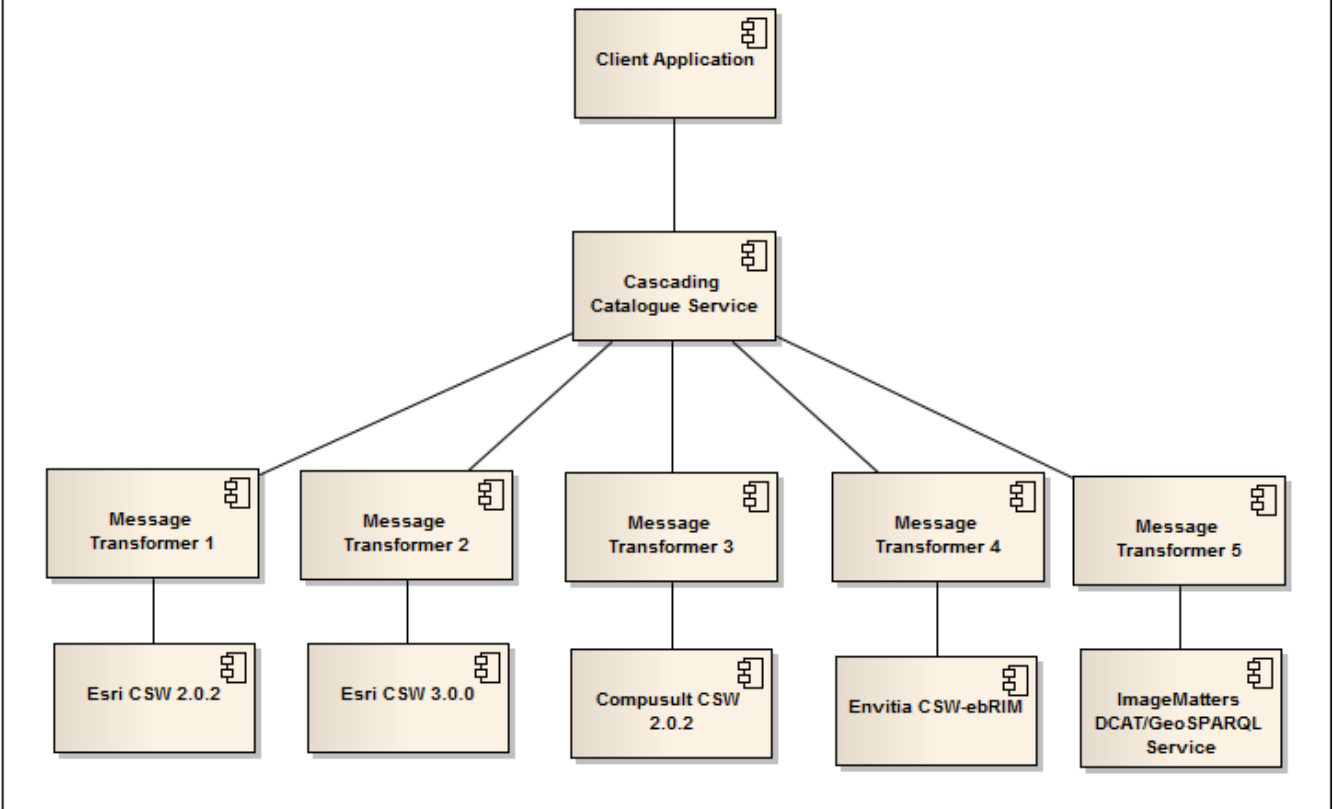 Client Application
Cascading
Catalogue Service
Message
Transformer 1
Message
Transformer 2
Message
Transformer 3
Message
Transformer 4
Message
Transformer 5
Esri CSW 2.0.2
Esri CSW 3.0.0
Compusult CSW
2.0.2
Envitia CSW-ebRIM
ImageMatters
DCAT/GeoSPARQL
Service